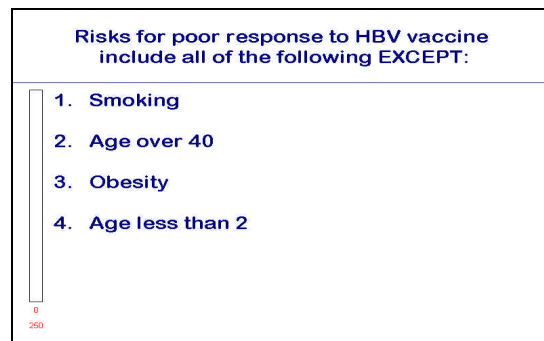 Risks for poor response to HBV vaccine
include all of the following EXCEPT:
1. Smoking
2. Age over 40
3. Obesity
4. Age less than 2
0
250